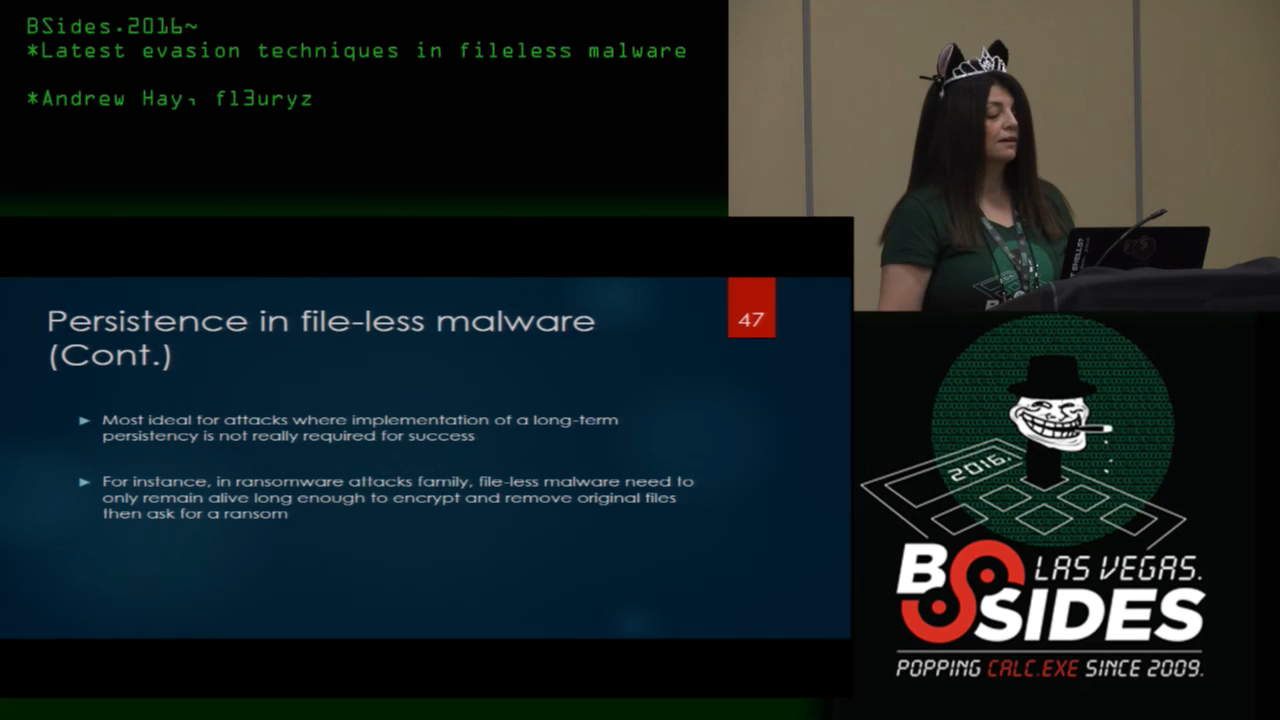 BSides.2016~
*Latest evasion techniques in fileless malware
*Andrew Hay, fl3uryz
Persistence in file-less malware
(Cont.)
47
Most ideal for attacks where implementation of a long-term
persistency is not really required for success
For instance, in ransomware attacks family, file-less malware need to
only remain alive long enough to encrypt and remove original files
then ask for a ransom
2016.
BSIDES
LAS VEGAS.
POPPING CALC.EXE SINCE 2009.